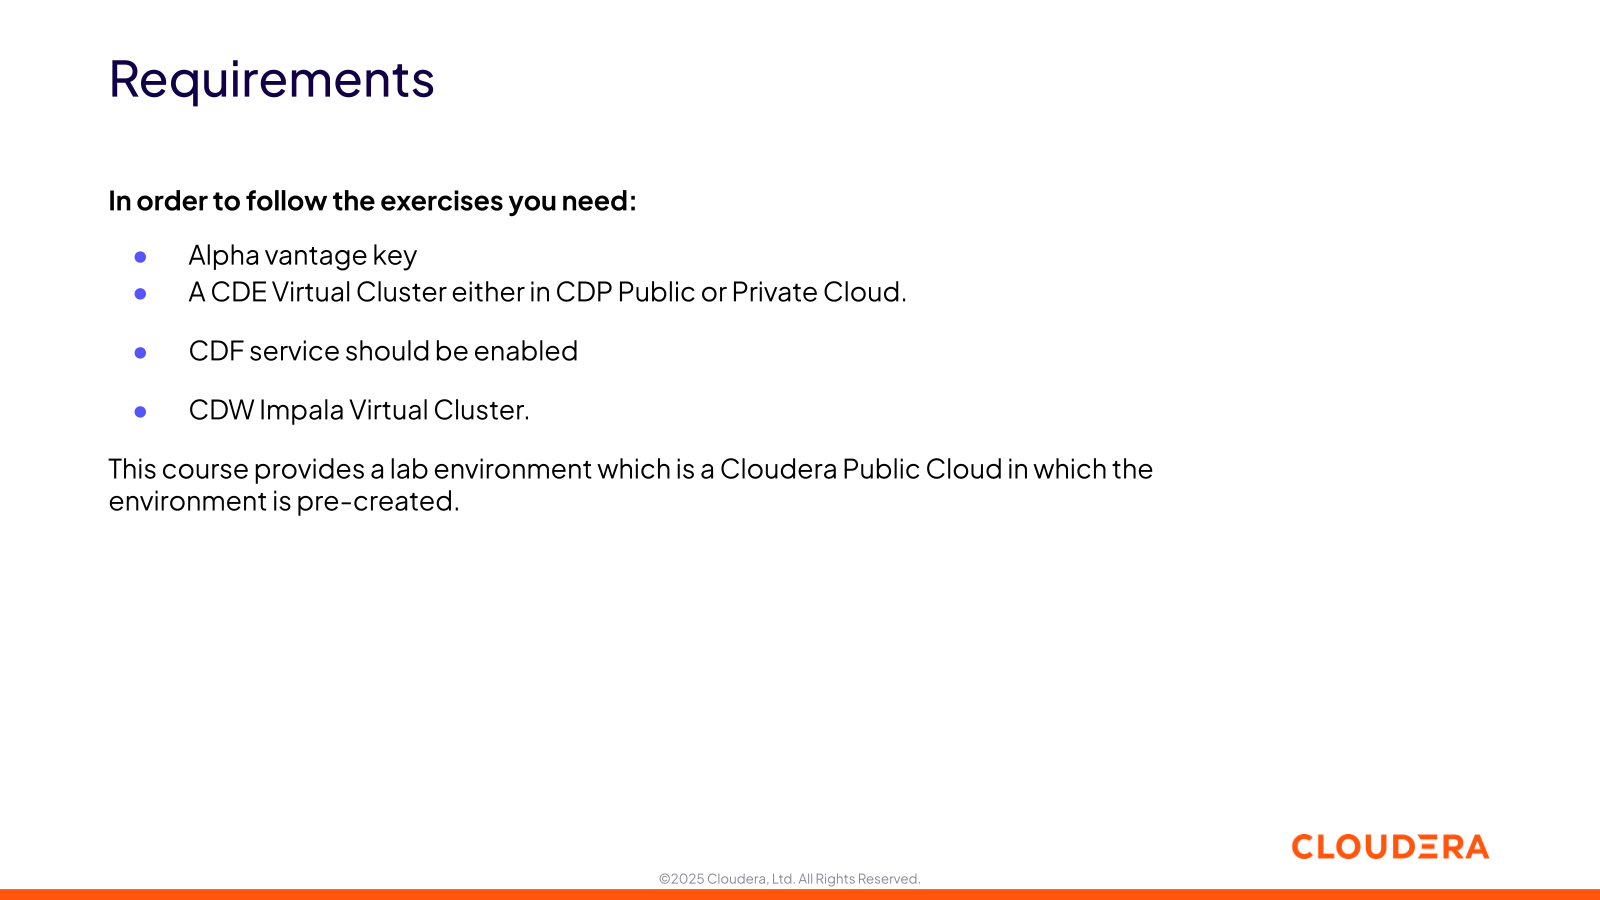 Requirements
In order to follow the exercises you need:
● Alpha vantage key
● A CDE Virtual Cluster either in CDP Public or Private Cloud.
● CDF service should be enabled
● CDW Impala Virtual Cluster.
This course provides a lab environment which is a Cloudera Public Cloud in which the
environment is pre-created.
CLOUDERA
©2025 Cloudera, Ltd. All Rights Reserved.